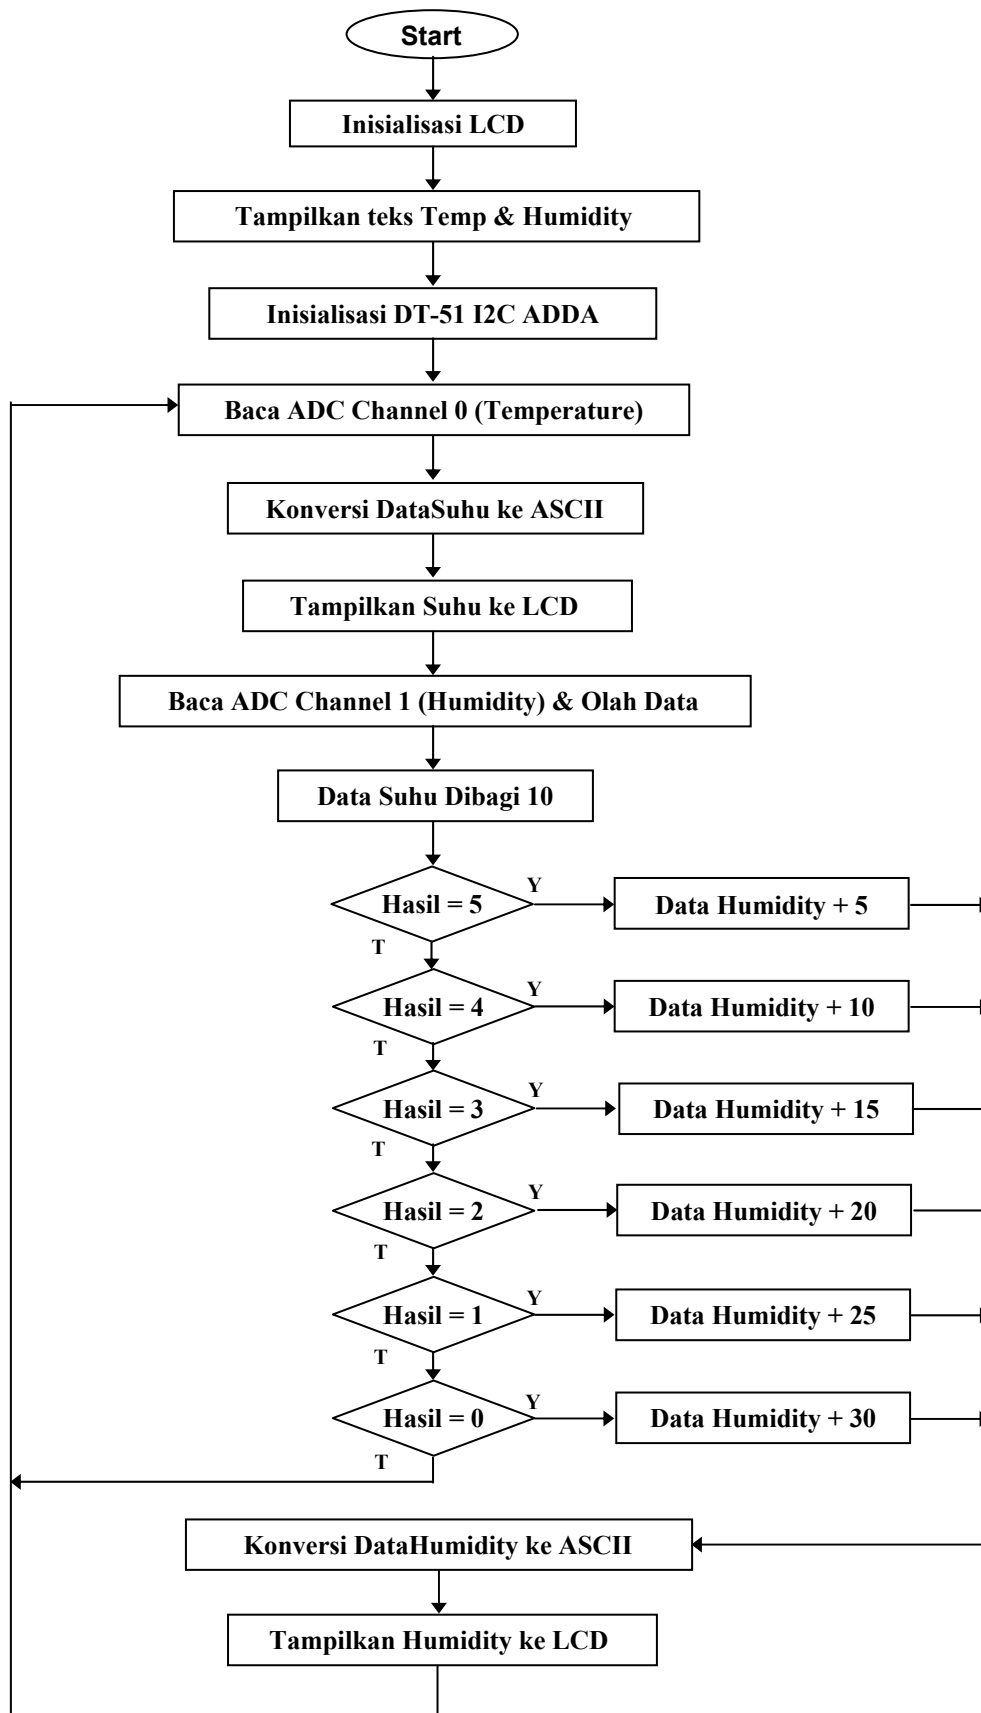 Start
Inisialisasi LCD
Tampilkan teks Temp & Humidity
Inisialisasi DT-51 I2C ADDA
Baca ADC Channel 0 (Temperature)
Konversi DataSuhu ke ASCII
Tampilkan Suhu ke LCD
Baca ADC Channel 1 (Humidity) & Olah Data
Data Suhu Dibagi 10
Hasil = 5
Y
Data Humidity + 5
T
Hasil = 4
Y
Data Humidity + 10
T
Hasil = 3
Y
Data Humidity + 15
T
Hasil = 2
Y
Data Humidity + 20
T
Hasil = 1
Y
Data Humidity + 25
T
Hasil = 0
Y
Data Humidity + 30
T
Konversi DataHumidity ke ASCII
Tampilkan Humidity ke LCD